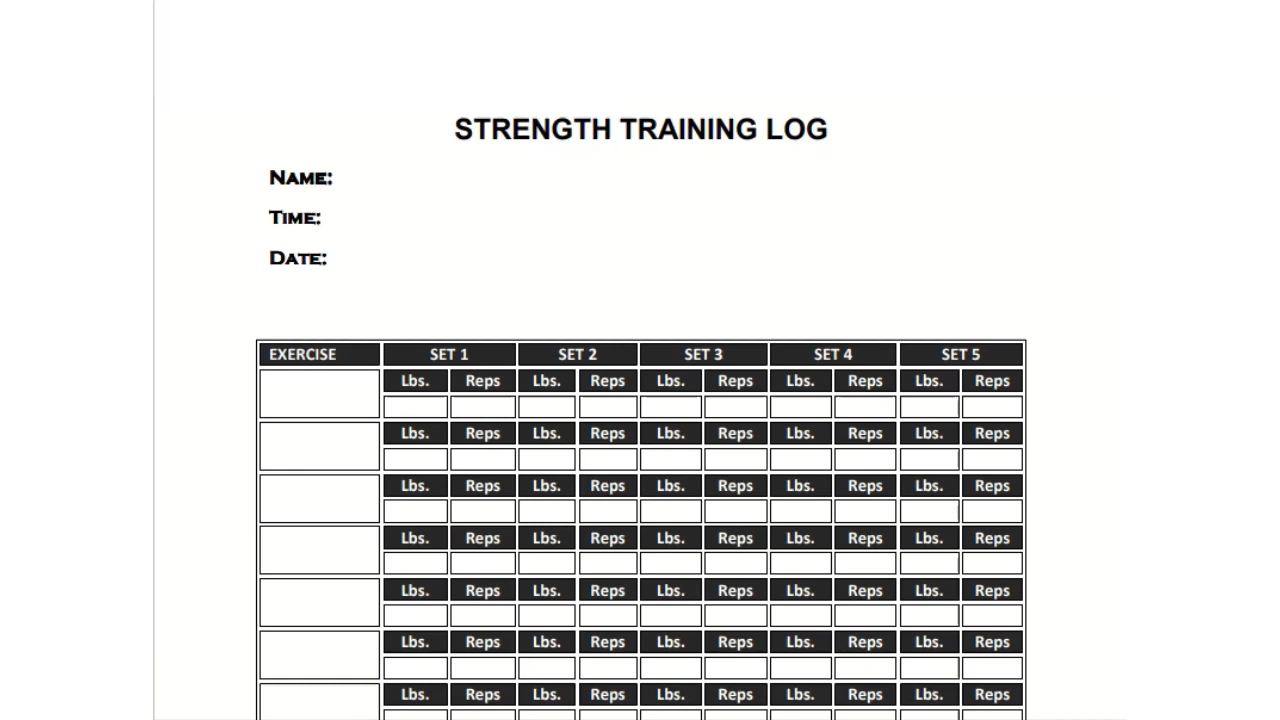 STRENGTH TRAINING LOG
NAME:
TIME:
DATE:
EXERCISE SET 1 SET 2 SET 3 SET 4 SET 5
Lbs. Reps Lbs. Reps Lbs. Reps Lbs. Reps Lbs. Reps
Lbs. Reps Lbs. Reps Lbs. Reps Lbs. Reps Lbs. Reps
Lbs. Reps Lbs. Reps Lbs. Reps Lbs. Reps Lbs. Reps
Lbs. Reps Lbs. Reps Lbs. Reps Lbs. Reps Lbs. Reps
Lbs. Reps Lbs. Reps Lbs. Reps Lbs. Reps Lbs. Reps
Lbs. Reps Lbs. Reps Lbs. Reps Lbs. Reps Lbs. Reps
Lbs. Reps Lbs. Reps Lbs. Reps Lbs. Reps Lbs. Reps